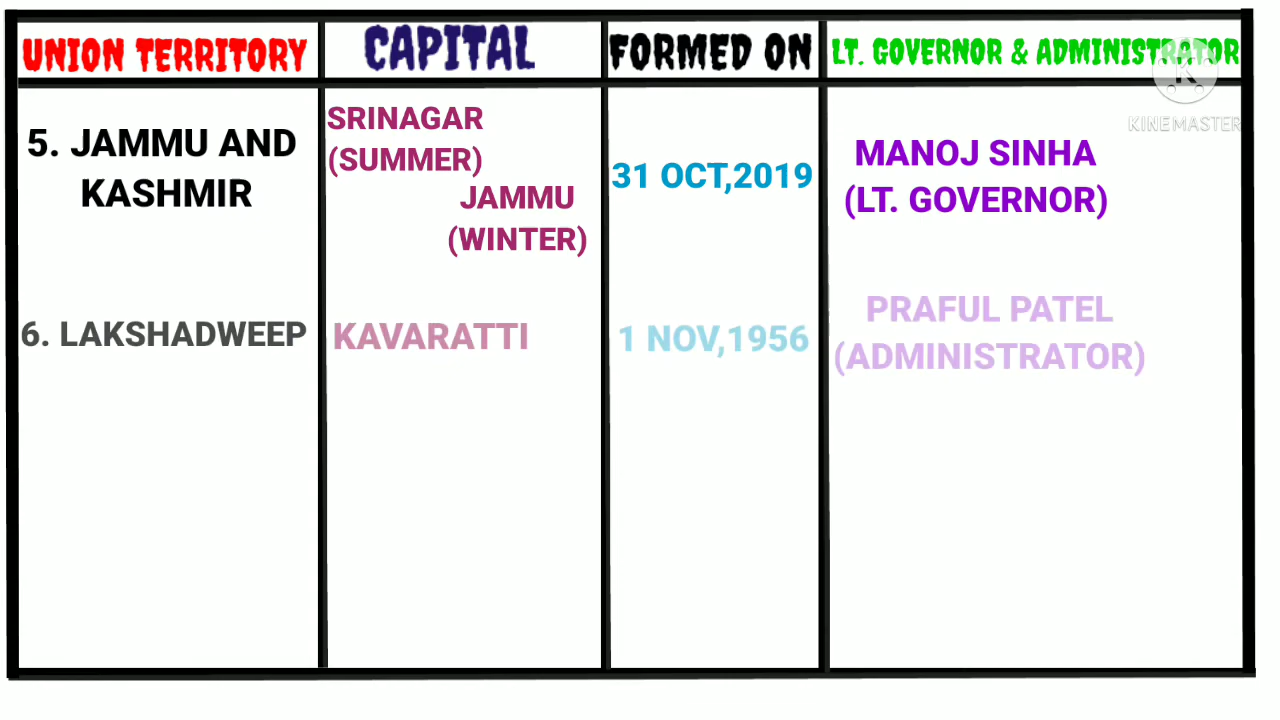 UNION TERRITORY
CAPITAL
FORMED ON
LT. GOVERNOR & ADMINISTRATOR
K
KINEMASTER
5. JAMMU AND
KASHMIR
SRINAGAR
(SUMMER)
JAMMU
(WINTER)
31 OCT,2019
MANOJ SINHA
(LT. GOVERNOR)
6. LAKSHADWEEP
KAVARATTI
1 NOV,1956
PRAFUL PATEL
(ADMINISTRATOR)